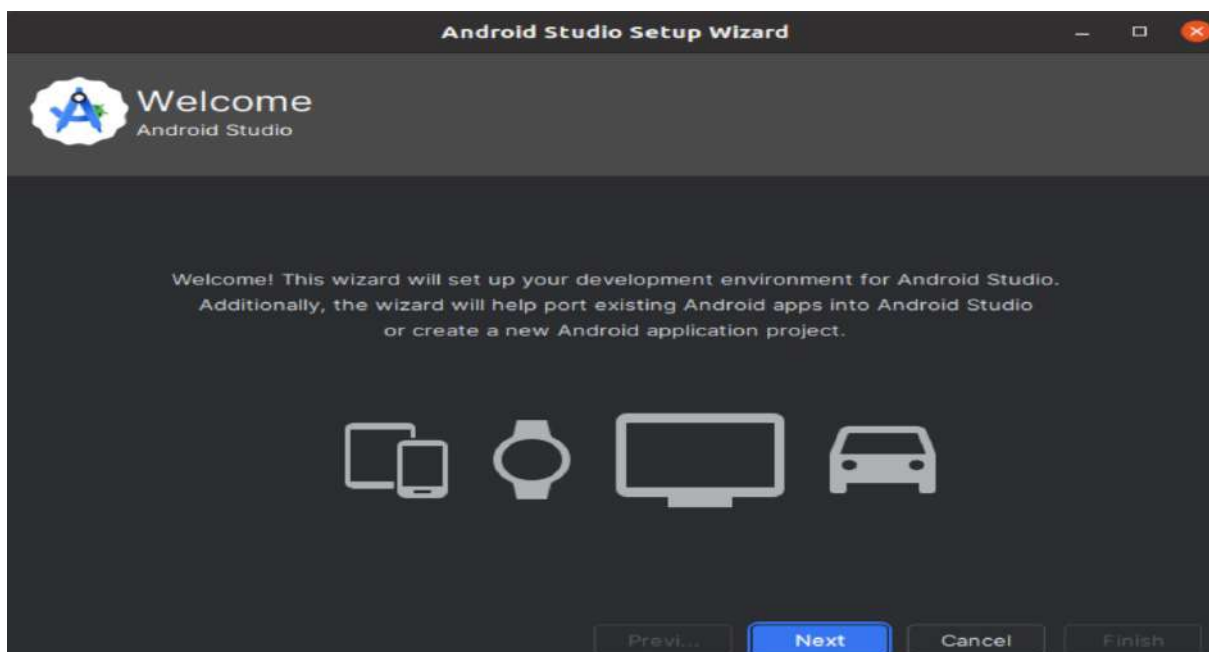 Android Studio Setup Wizard
Welcome
Android Studio
Welcome! This wizard will set up your development environment for Android Studio.
Additionally, the wizard will help port existing Android apps into Android Studio
or create a new Android application project.
Previ... Next Cancel Finish